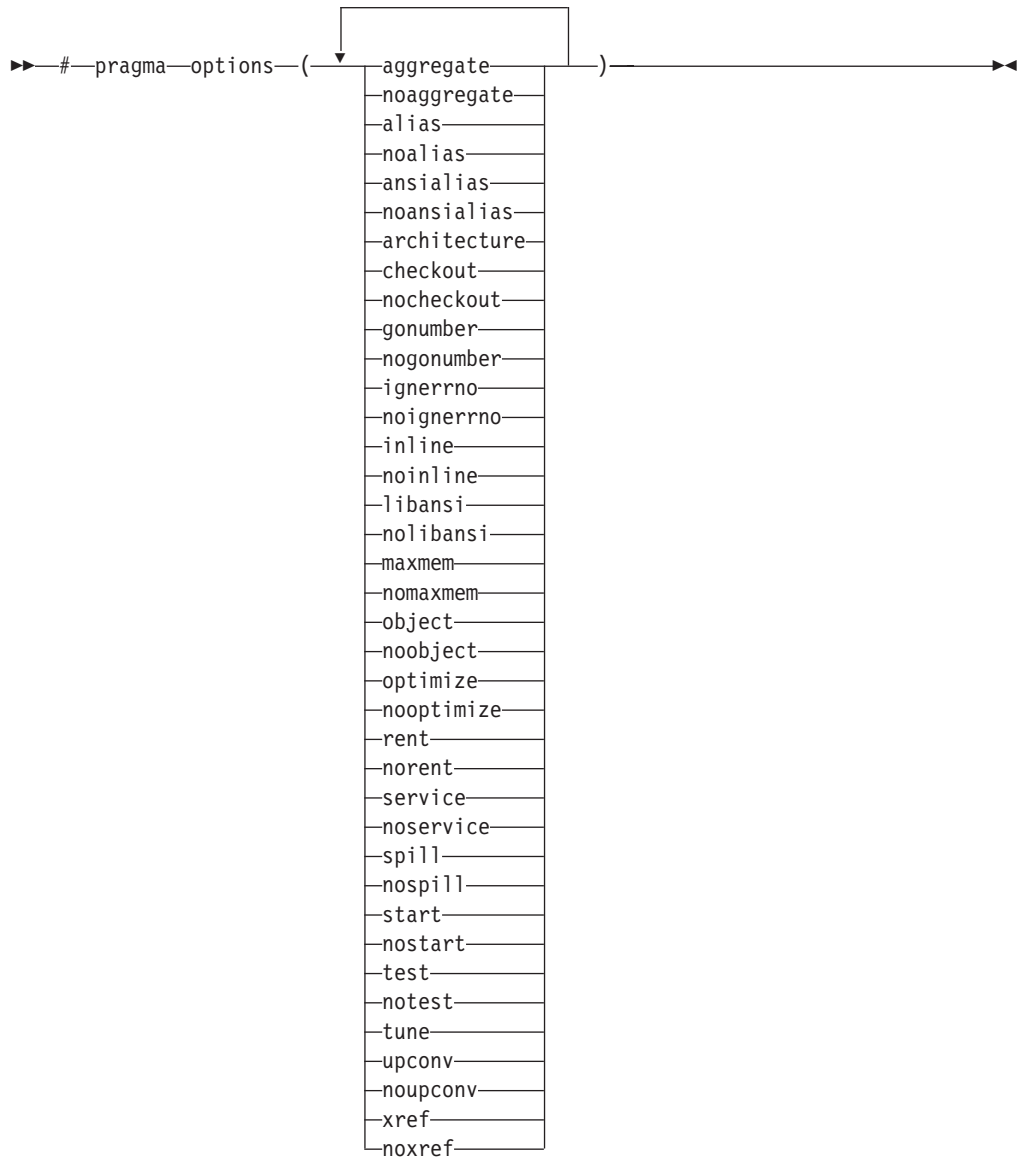 # pragma options ( aggregate )
noaggregate
alias
noalias
ansialias
noansialias
architecture
checkout
nocheckout
gonumber
nogonumber
ignerrno
noignerrno
inline
noinline
libansi
nolibansi
maxmem
nomaxmem
object
noobject
optimize
nooptimize
rent
norent
service
noservice
spill
nospill
start
nostart
test
notest
tune
upconv
noupconv
xref
noxref